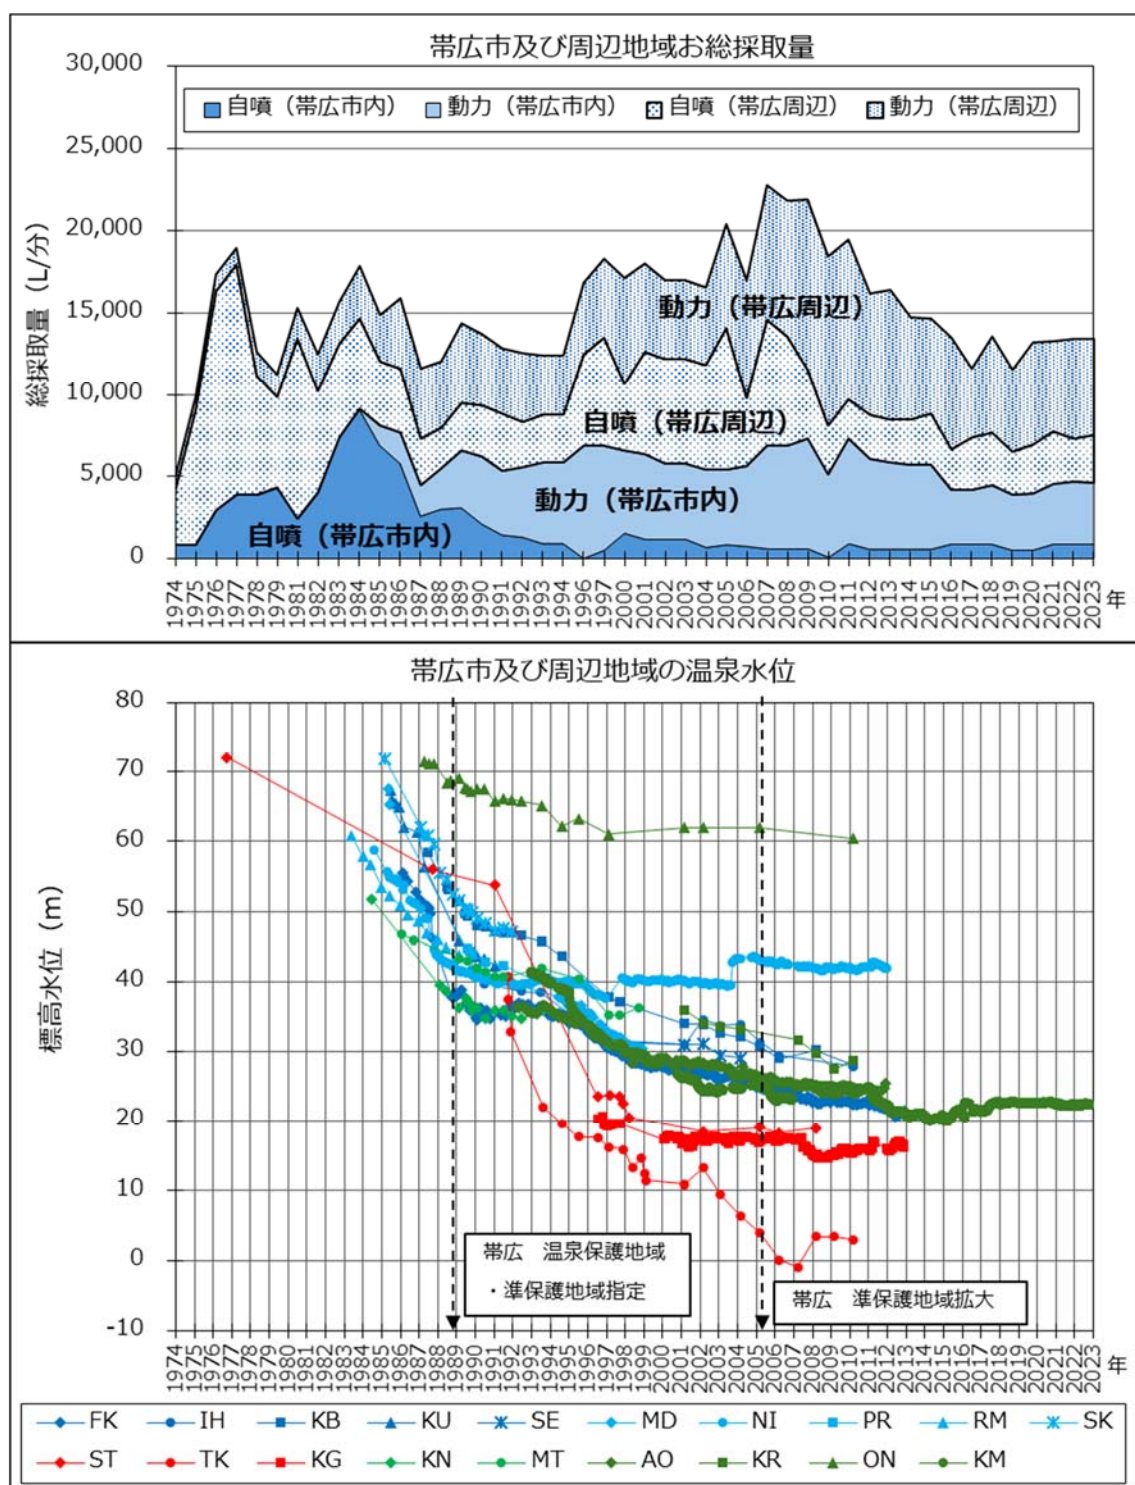 帯広市及び周辺地域お総採取量
30,000
25,000
20,000
15,000
10,000
5,000
0
総採取量（L/分）
自噴（帯広市内） 動力（帯広市内） 自噴（帯広周辺） 動力（帯広周辺）
動力（帯広周辺）
自噴（帯広周辺）
動力（帯広市内）
自噴（帯広市内）
1974 1975 1976 1977 1978 1979 1981 1982 1983 1984 1985 1986 1987 1988 1989 1990 1991 1992 1993 1994 1996 1997 2000 2001 2002 2003 2004 2005 2006 2007 2008 2009 2010 2011 2012 2013 2014 2015 2016 2017 2018 2019 2020 2021 2022 2023 年
帯広市及び周辺地域の温泉水位
80
70
60
50
40
30
20
10
0
-10
標高水位（m）
帯広　温泉保護地域
・準保護地域指定
帯広　準保護地域拡大
1974 1975 1976 1977 1978 1979 1980 1981 1982 1983 1984 1985 1986 1987 1988 1989 1990 1991 1992 1993 1994 1995 1996 1997 1998 1999 2000 2001 2002 2003 2004 2005 2006 2007 2008 2009 2010 2011 2012 2013 2014 2015 2016 2017 2018 2019 2020 2021 2022 2023 年
FK IH KB KU SE MD NI PR RM SK
ST TK KG KN MT AO KR ON KM